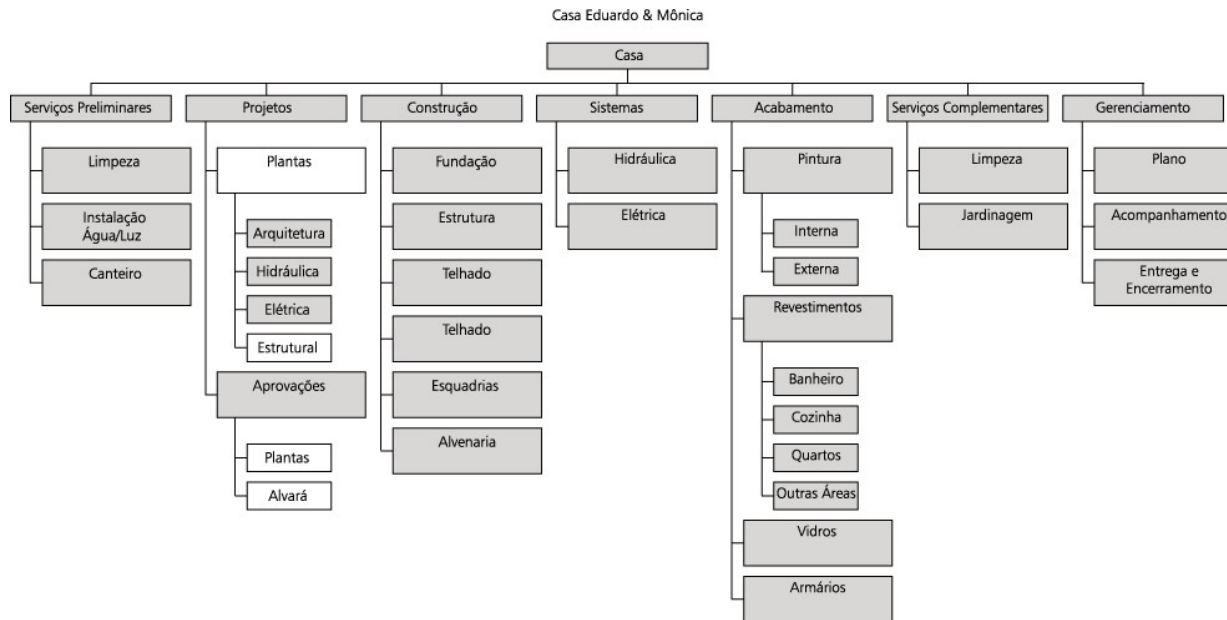 Casa Eduardo & Mônica
Casa
Serviços Preliminares
Projetos
Construção
Sistemas
Acabamento
Serviços Complementares
Gerenciamento
Limpeza
Instalação
Água/Luz
Canteiro
Plantas
Arquitetura
Hidráulica
Elétrica
Estrutural
Aprovações
Plantas
Alvará
Fundação
Estrutura
Telhado
Telhado
Esquadrias
Alvenaria
Hidráulica
Elétrica
Pintura
Interna
Externa
Revestimentos
Banheiro
Cozinha
Quartos
Outras Áreas
Vidros
Armários
Limpeza
Jardinagem
Plano
Acompanhamento
Entrega e
Encerramento